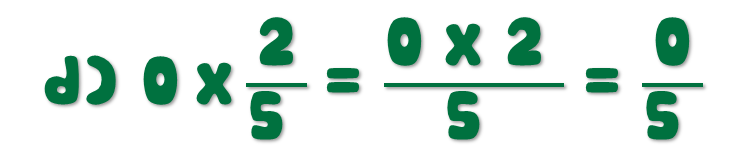 d) 0 x 2/5 = 0 x 2/5 = 0/5